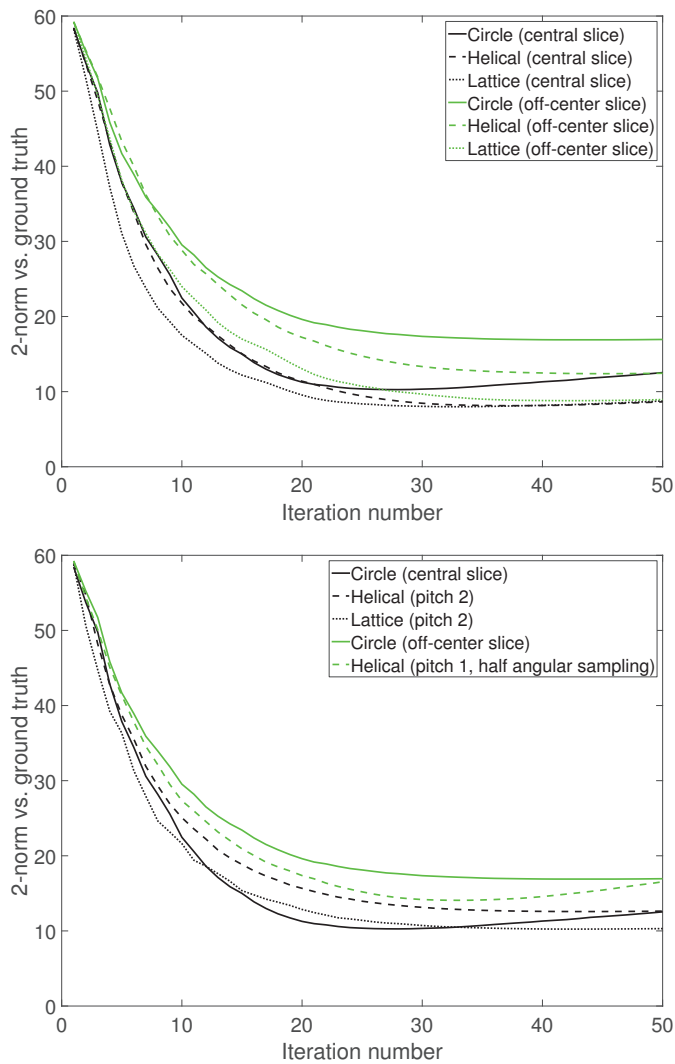 60
50
40
30
20
10
0
2-norm vs. ground truth
Circle (central slice)
Helical (central slice)
Lattice (central slice)
Circle (off-center slice)
Helical (off-center slice)
Lattice (off-center slice)
0 10 20 30 40 50
Iteration number
60
50
40
30
20
10
0
2-norm vs. ground truth
Circle (central slice)
Helical (pitch 2)
Lattice (pitch 2)
Circle (off-center slice)
Helical (pitch 1, half angular sampling)
0 10 20 30 40 50
Iteration number